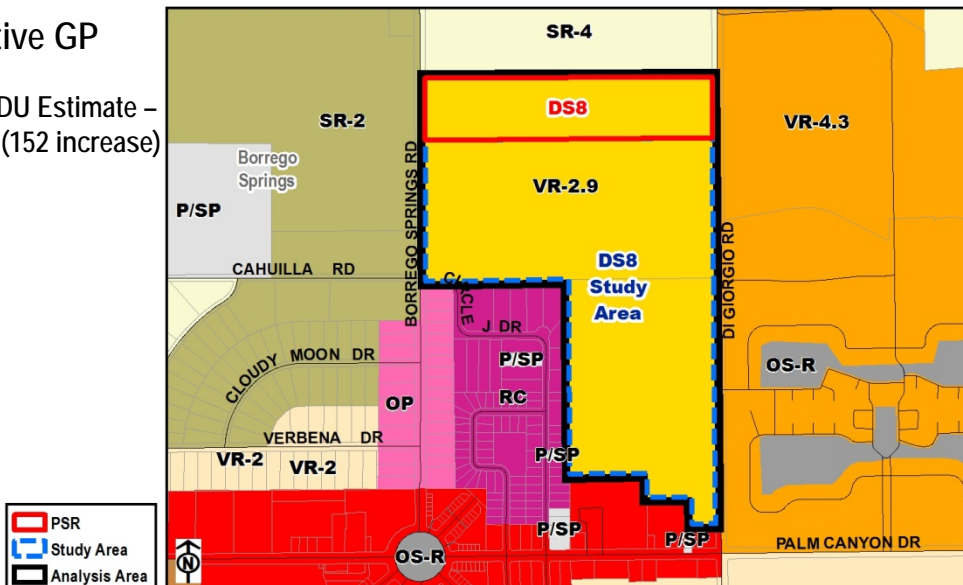 tive GP
DU Estimate –
(152 increase)
SR-4
DS8
SR-2
VR-4.3
Borrego
Springs
BORREGO SPRINGS RD
VR-2.9
P/SP
DS8
Study
Area
DI GIORGIO RD
CAHUILLA RD
CIRCLE
J DR
CLOUDY MOON DR
P/SP
OS-R
RC
OP
VERBENA DR
VR-2
VR-2
P/SP
P/SP
P/SP
PALM CANYON DR
OS-R
N
PSR
Study Area
Analysis Area